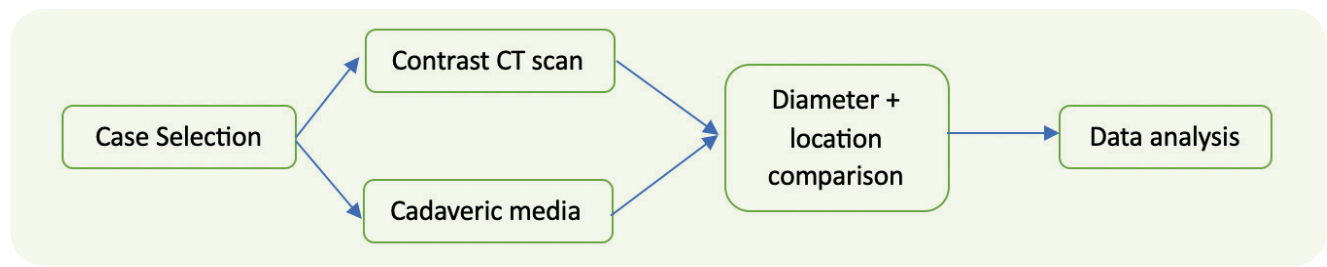 Case Selection
Contrast CT scan
Cadaveric media
Diameter +
location
comparison
Data analysis